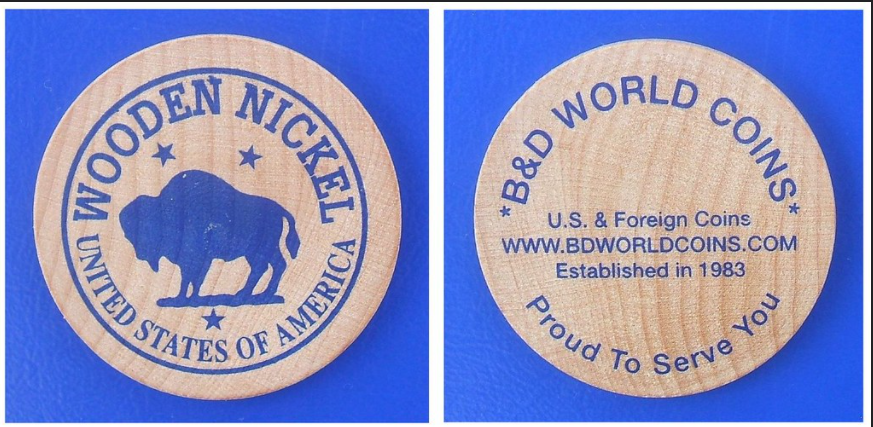 WOODEN NICKEL
UNITED STATES OF AMERICA
*B&D WORLD COINS*
U.S. & Foreign Coins
WWW.BDWORLDCOINS.COM
Established in 1983
Proud To Serve You